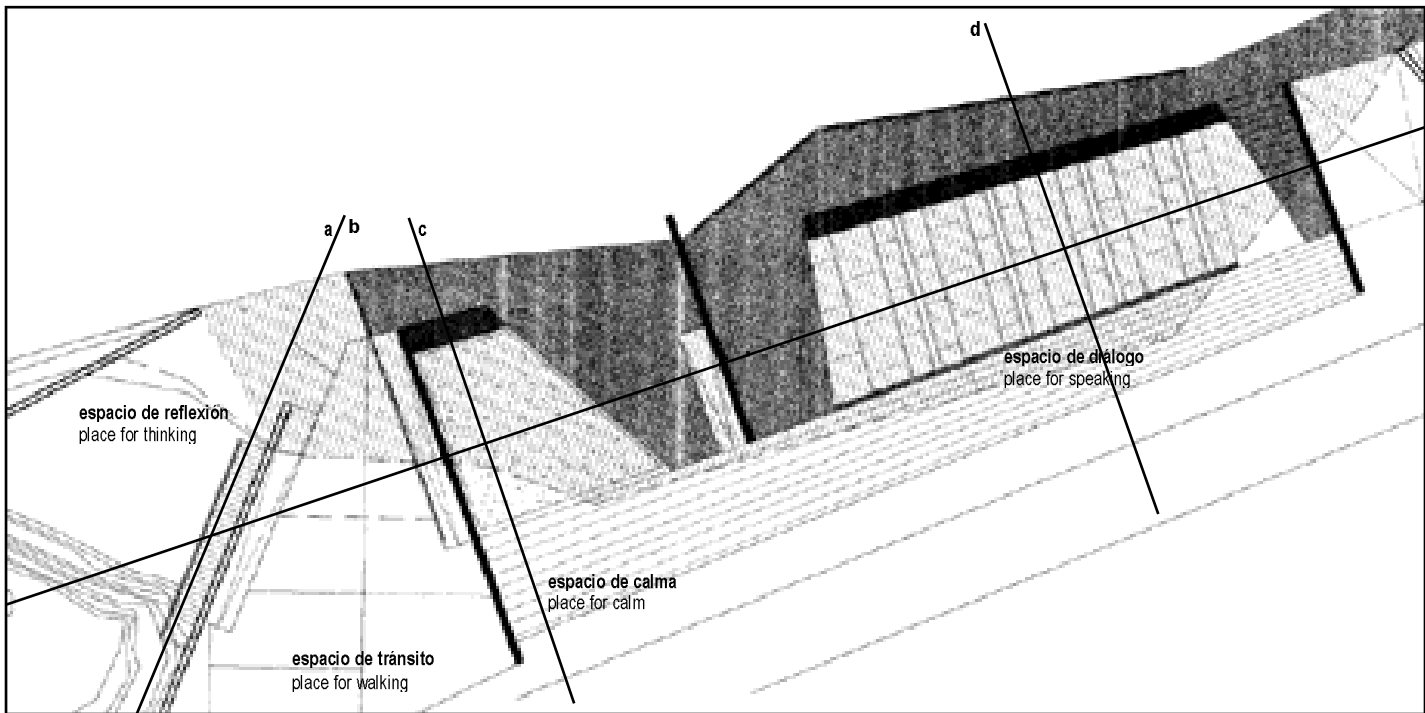 d
a b
c
espacio de diálogo
place for speaking
espacio de reflexión
place for thinking
espacio de calma
place for calm
espacio de tránsito
place for walking